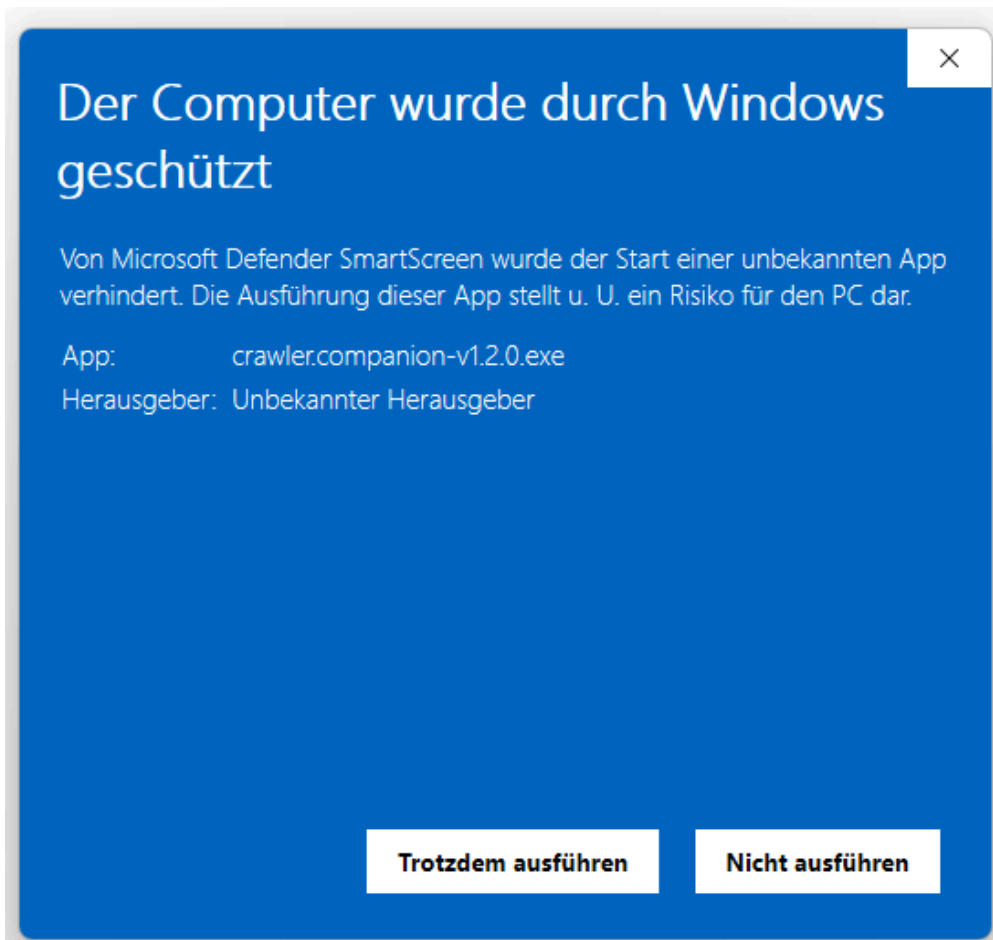 Der Computer wurde durch Windows
geschützt
Von Microsoft Defender SmartScreen wurde der Start einer unbekannten App
verhindert. Die Ausführung dieser App stellt u. U. ein Risiko für den PC dar.
App: crawler.companion-v1.2.0.exe
Herausgeber: Unbekannter Herausgeber
Trotzdem ausführen Nicht ausführen